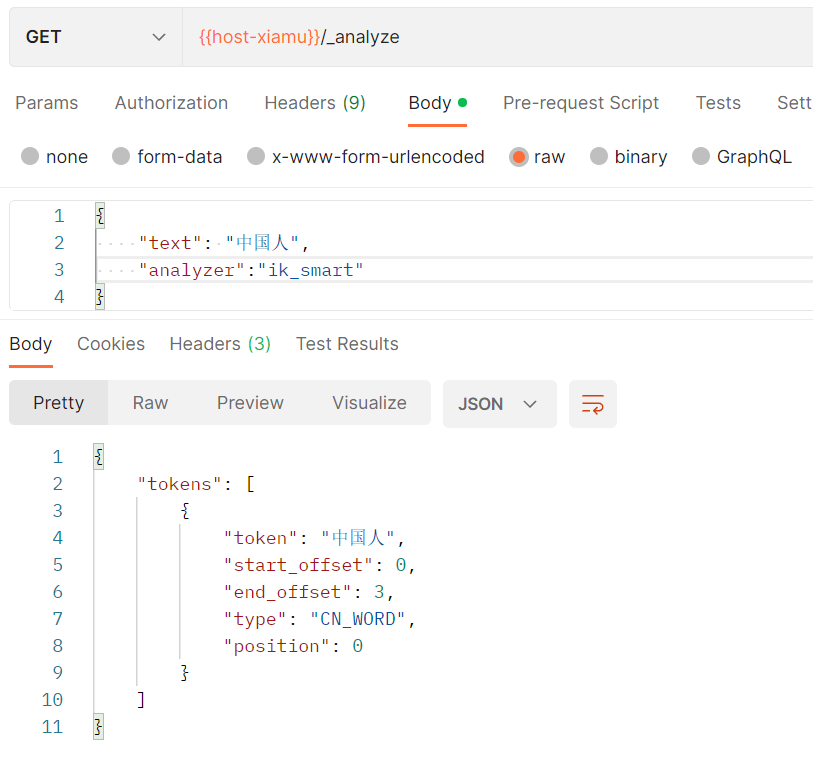 GET {{host-xiamu}}/_analyze
Params Authorization Headers (9) Body Pre-request Script Tests Sett
none form-data x-www-form-urlencoded raw binary GraphQL
1 {
2 ····"text":·"中国人",
3 ····"analyzer":"ik_smart"
4 }
Body Cookies Headers (3) Test Results
Pretty Raw Preview Visualize JSON
1 {
2 "tokens": [
3 {
4 "token": "中国人",
5 "start_offset": 0,
6 "end_offset": 3,
7 "type": "CN_WORD",
8 "position": 0
9 }
10 ]
11 }